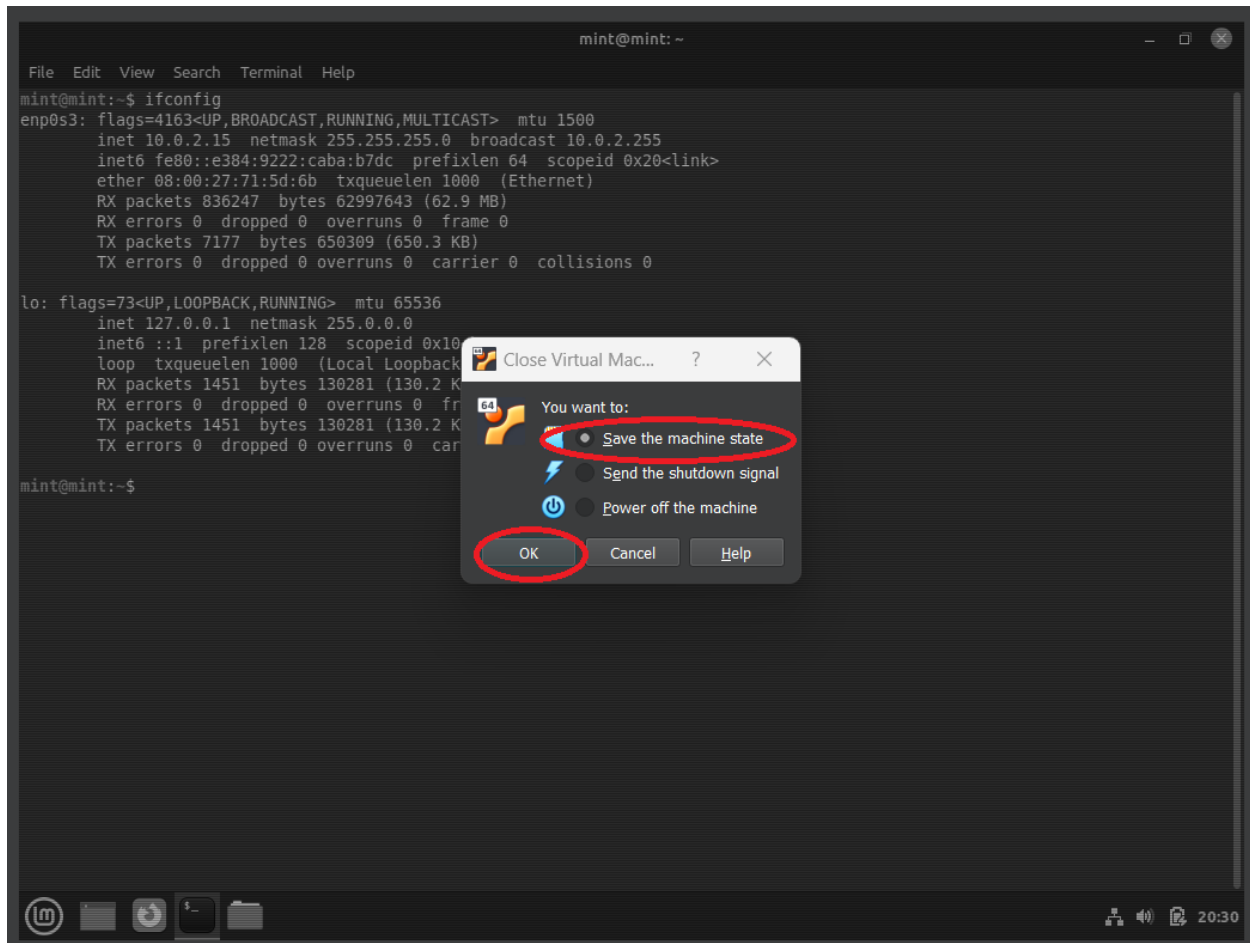 mint@mint: ~
File Edit View Search Terminal Help
mint@mint:~$ ifconfig
enp0s3: flags=4163<UP,BROADCAST,RUNNING,MULTICAST>  mtu 1500
        inet 10.0.2.15  netmask 255.255.255.0  broadcast 10.0.2.255
        inet6 fe80::e384:9222:caba:b7dc  prefixlen 64  scopeid 0x20<link>
        ether 08:00:27:71:5d:6b  txqueuelen 1000  (Ethernet)
        RX packets 836247  bytes 62997643 (62.9 MB)
        RX errors 0  dropped 0  overruns 0  frame 0
        TX packets 7177  bytes 650309 (650.3 KB)
        TX errors 0  dropped 0 overruns 0  carrier 0  collisions 0
lo: flags=73<UP,LOOPBACK,RUNNING>  mtu 65536
        inet 127.0.0.1  netmask 255.0.0.0
        inet6 ::1  prefixlen 128  scopeid 0x10
        loop  txqueuelen 1000  (Local Loopback
        RX packets 1451  bytes 130281 (130.2 K
        RX errors 0  dropped 0  overruns 0  fr
        TX packets 1451  bytes 130281 (130.2 K
        TX errors 0  dropped 0 overruns 0  car
mint@mint:~$
Close Virtual Mac... ?
64
You want to:
Save the machine state
Send the shutdown signal
Power off the machine
OK Cancel Help
$_
20:30